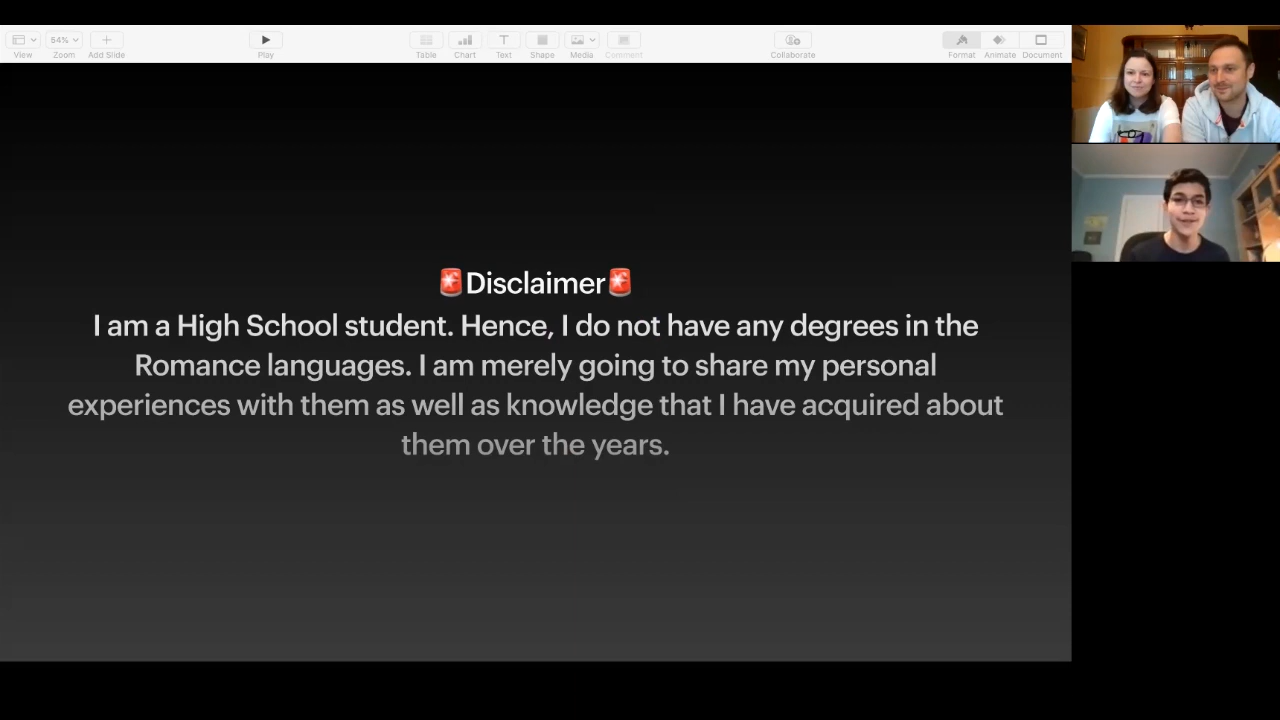 View
54%
Zoom
Add Slide
Play
Table
Chart
Text
Shape
Media
Comment
Collaborate
Format
Animate
Document
🚨Disclaimer🚨
I am a High School student. Hence, I do not have any degrees in the
Romance languages. I am merely going to share my personal
experiences with them as well as knowledge that I have acquired about
them over the years.